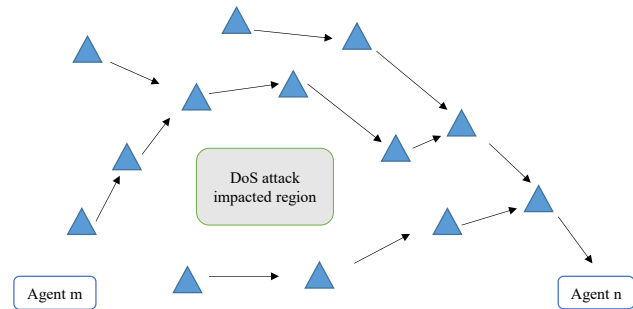 DoS attack
impacted region
Agent m
Agent n